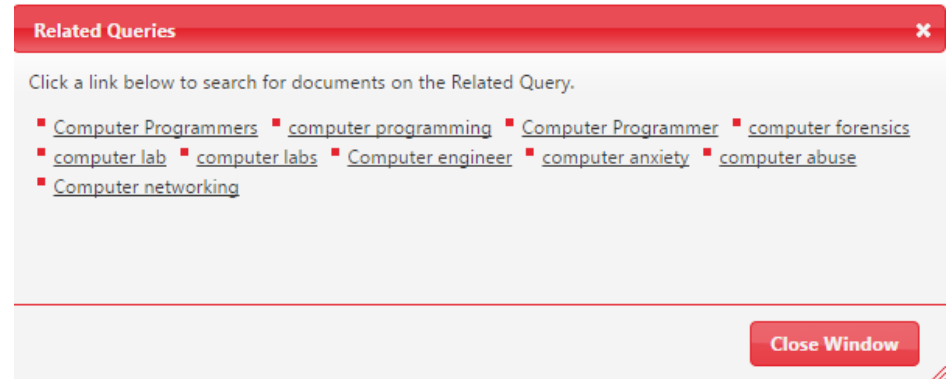 Related Queries
Click a link below to search for documents on the Related Query.
Computer Programmers computer programming Computer Programmer computer forensics
computer lab computer labs Computer engineer computer anxiety computer abuse
Computer networking
Close Window